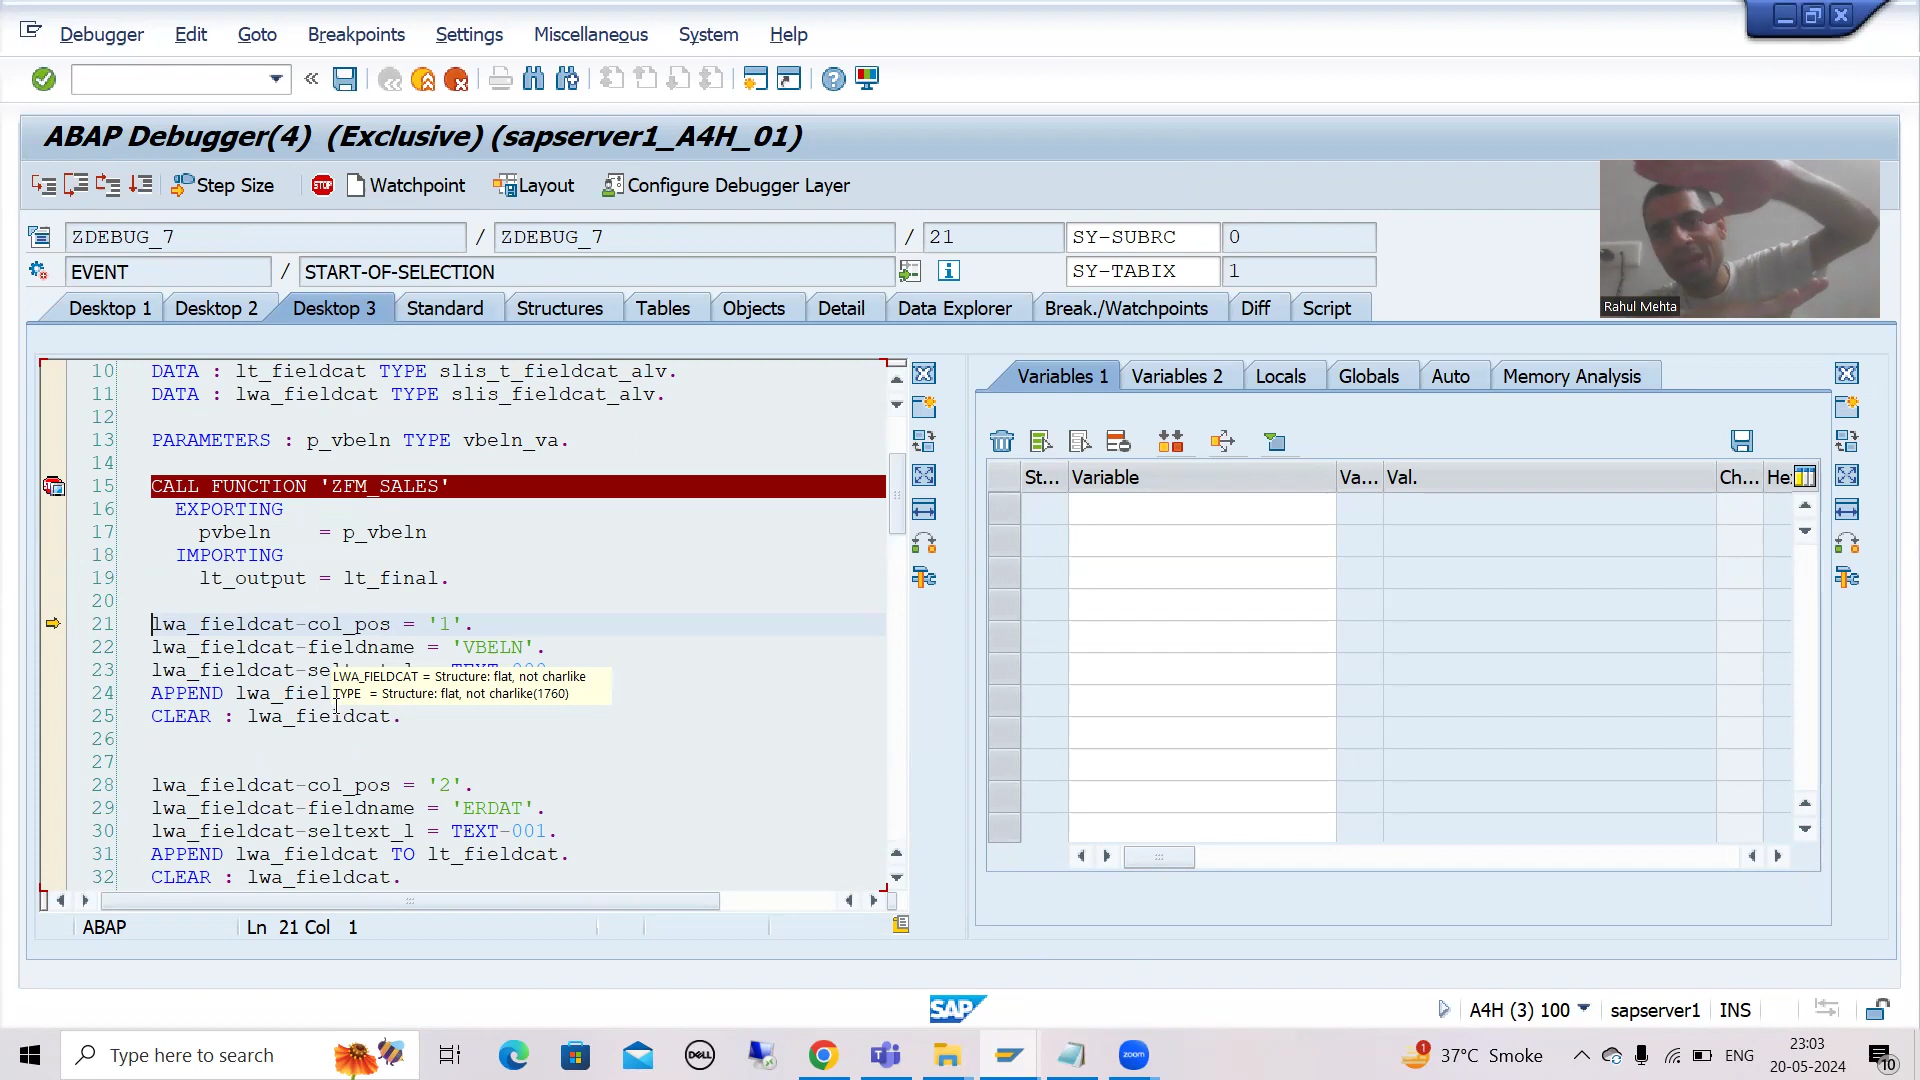 Debugger Edit Goto Breakpoints Settings Miscellaneous System Help
ABAP Debugger(4) (Exclusive) (sapserver1_A4H_01)
Step Size STOP Watchpoint Layout Configure Debugger Layer
ZDEBUG_7 / ZDEBUG_7 / 21 SY-SUBRC 0
EVENT / START-OF-SELECTION SY-TABIX 1
Rahul Mehta
Desktop 1 Desktop 2 Desktop 3 Standard Structures Tables Objects Detail Data Explorer Break./Watchpoints Diff Script
10 DATA : lt_fieldcat TYPE slis_t_fieldcat_alv.
11 DATA : lwa_fieldcat TYPE slis_fieldcat_alv.
12
13 PARAMETERS : p_vbeln TYPE vbeln_va.
14
15 CALL FUNCTION 'ZFM_SALES'
16 EXPORTING
17 pvbeln = p_vbeln
18 IMPORTING
19 lt_output = lt_final.
20
21 lwa_fieldcat-col_pos = '1'.
22 lwa_fieldcat-fieldname = 'VBELN'.
23 lwa_fieldcat-se
LWA_FIELDCAT = Structure: flat, not charlike
TYPE = Structure: flat, not charlike(1760)
24 APPEND lwa_fiel
25 CLEAR : lwa_fieldcat.
26
27
28 lwa_fieldcat-col_pos = '2'.
29 lwa_fieldcat-fieldname = 'ERDAT'.
30 lwa_fieldcat-seltext_l = TEXT-001.
31 APPEND lwa_fieldcat TO lt_fieldcat.
32 CLEAR : lwa_fieldcat.
ABAP Ln 21 Col 1
Variables 1 Variables 2 Locals Globals Auto Memory Analysis
St... Variable Va... Val. Ch... He
SAP
A4H (3) 100 sapserver1 INS
Type here to search
DELL
zoom
1
37°C Smoke
ENG
23:03
20-05-2024
10